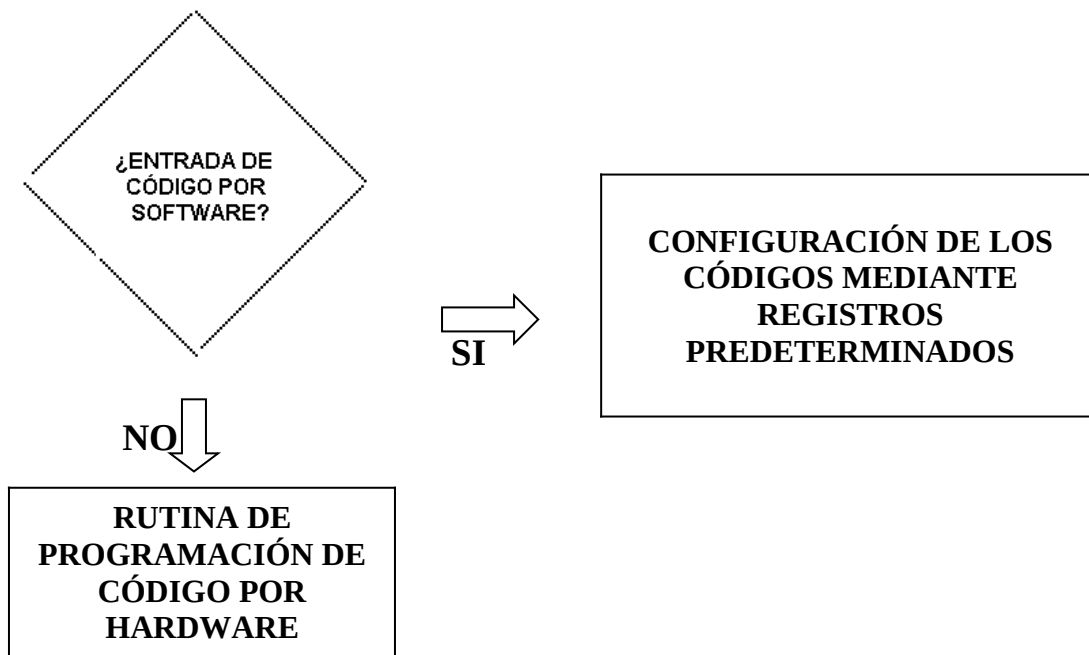 ¿ENTRADA DE
CÓDIGO POR
SOFTWARE?
SI
CONFIGURACIÓN DE LOS
CÓDIGOS MEDIANTE
REGISTROS
PREDETERMINADOS
NO
RUTINA DE
PROGRAMACIÓN DE
CÓDIGO POR
HARDWARE